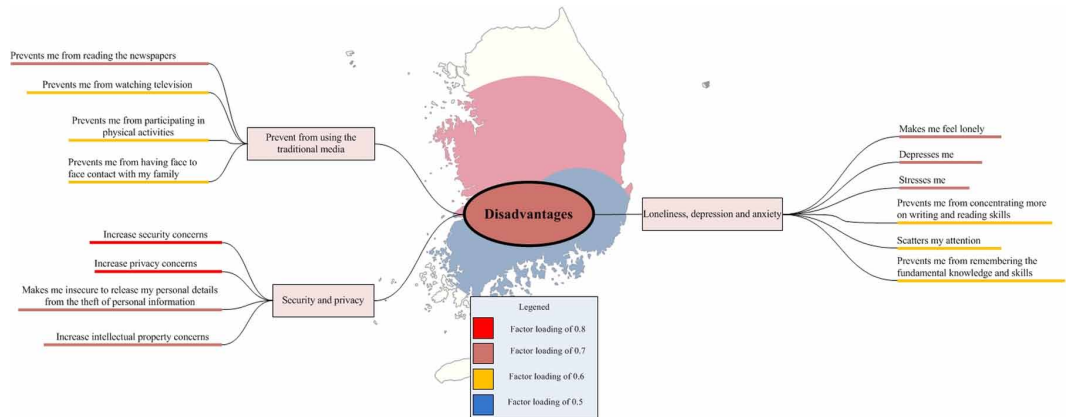 Prevents me from reading the newspapers
Prevents me from watching television
Prevents me from participating in
physical activities
Prevents me from having face to
face contact with my family
Prevent from using the
traditional media
Increase security concerns
Increase privacy concerns
Makes me insecure to release my personal details
from the theft of personal information
Increase intellectual property concerns
Security and privacy
Disadvantages
Loneliness, depression and anxiety
Makes me feel lonely
Depresses me
Stresses me
Prevents me from concentrating more
on writing and reading skills
Scatters my attention
Prevents me from remembering the
fundamental knowledge and skills
Legened
Factor loading of 0.8
Factor loading of 0.7
Factor loading of 0.6
Factor loading of 0.5